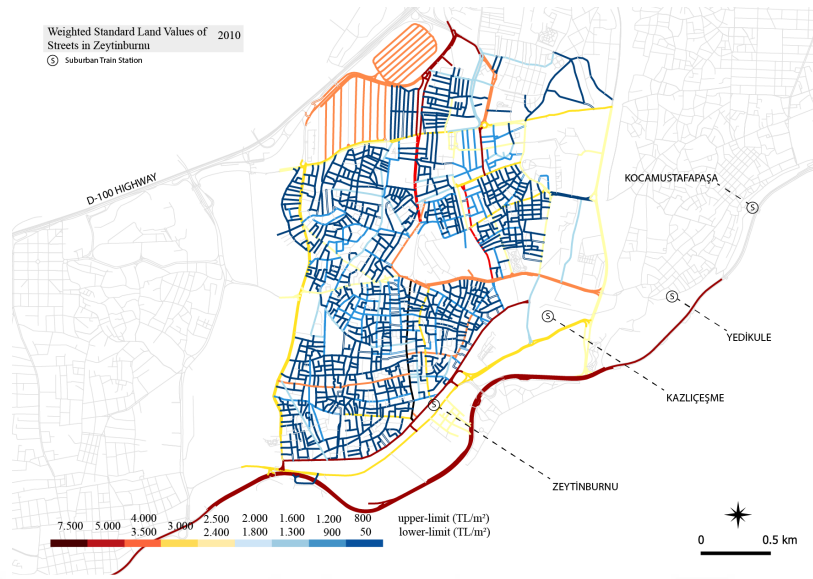 Weighted Standard Land Values of
Streets in Zeytinburnu
2010
S Suburban Train Station
D-100 HIGHWAY
KOCAMUSTAFAPAŞA
S
S
S
YEDİKULE
KAZLIÇEŞME
S
ZEYTİNBURNU
7.500 5.000 4.000 3.000 2.500 2.000 1.600 1.200 800 upper-limit (TL/m²)
3.500 2.400 1.800 1.300 900 50 lower-limit (TL/m²)
0 0.5 km